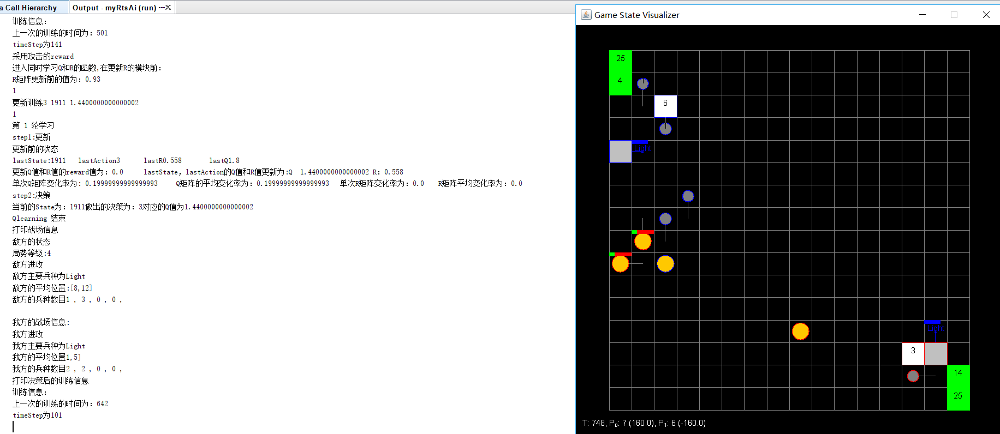 a Call Hierarchy
Output - myRtsAi (run)
训练信息:
上一次的训练的时间为: 501
timeStep为141
采用攻击的reward
进入同时学习Q和R的函数,在更新R的模块前:
R矩阵更新前的值为: 0.93
1
更新训练3 1911 1.4400000000000002
1
第 1 轮学习
step1:更新
更新前的状态
lastState:1911 lastAction3 lastR0.558 lastQ1.8
更新Q值和R值的reward值为: 0.0 lastState, lastAction的Q值和R值更新为:Q 1.4400000000000002 R: 0.558
单次Q矩阵变化率为: 0.19999999999999993 Q矩阵的平均变化率为: 0.19999999999999993 单次R矩阵变化率为: 0.0 R矩阵平均变化率为: 0.0
step2:决策
当前的State为: 1911做出的决策为: 3对应的Q值为1.4400000000000002
Qlearning 结束
打印战场信息
敌方的状态
局势等级:4
敌方进攻
敌方主要兵种为Light
敌方的平均位置:[8,12]
敌方的兵种数目1 , 3 , 0 , 0 ,
我方的战场信息:
我方进攻
我方主要兵种为Light
我方的平均位置1,5]
我方的兵种数目2 , 2 , 0 , 0 ,
打印决策后的训练信息
训练信息:
上一次的训练的时间为: 642
timeStep为101
Game State Visualizer
25
4
6
Light
Light
3
14
25
T: 748, P₀: 7 (160.0), P₁: 6 (-160.0)